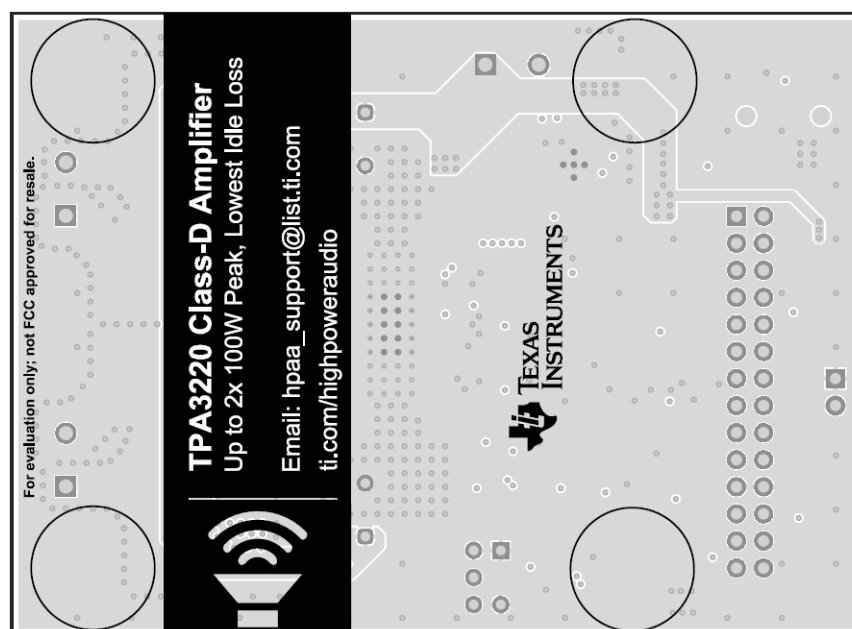 For evaluation only; not FCC approved for resale.
TPA3220 Class-D Amplifier
Up to 2x 100W Peak, Lowest Idle Loss
Email: hpaa_support@list.ti.com
ti.com/highpoweraudio
TEXAS
INSTRUMENTS